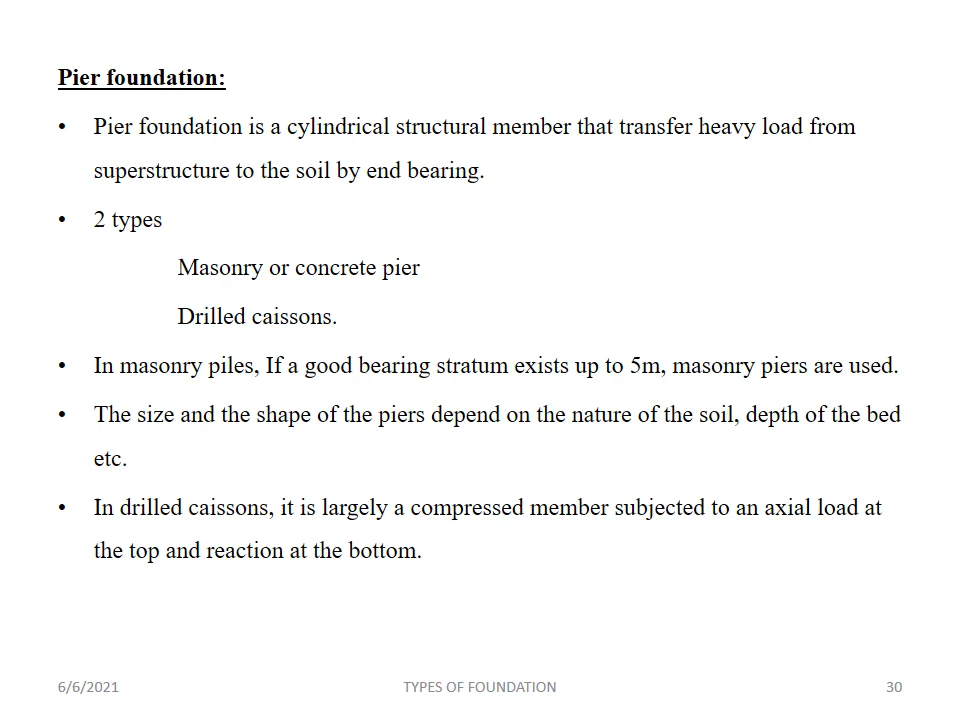 Pier foundation:
• Pier foundation is a cylindrical structural member that transfer heavy load from
superstructure to the soil by end bearing.
• 2 types
Masonry or concrete pier
Drilled caissons.
• In masonry piles, If a good bearing stratum exists up to 5m, masonry piers are used.
• The size and the shape of the piers depend on the nature of the soil, depth of the bed
etc.
• In drilled caissons, it is largely a compressed member subjected to an axial load at
the top and reaction at the bottom.
6/6/2021 TYPES OF FOUNDATION 30